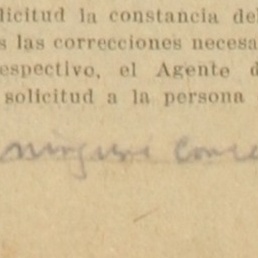 licitud la constancia del
s las correcciones necesa
espectivo, el Agente d
solicitud a la persona